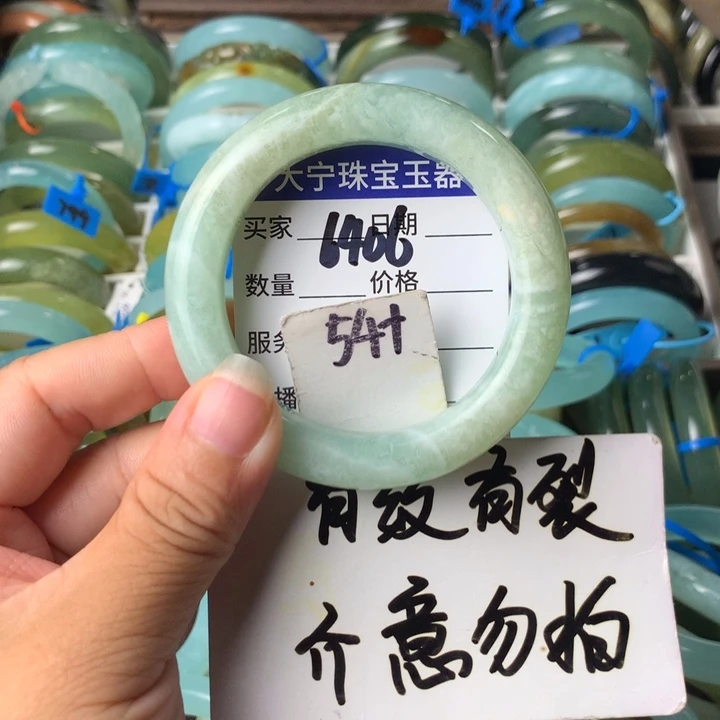 大宁珠宝玉器
买家 1406 日期
数量 价格
服务
播
54+
有纹有裂
介意勿拍